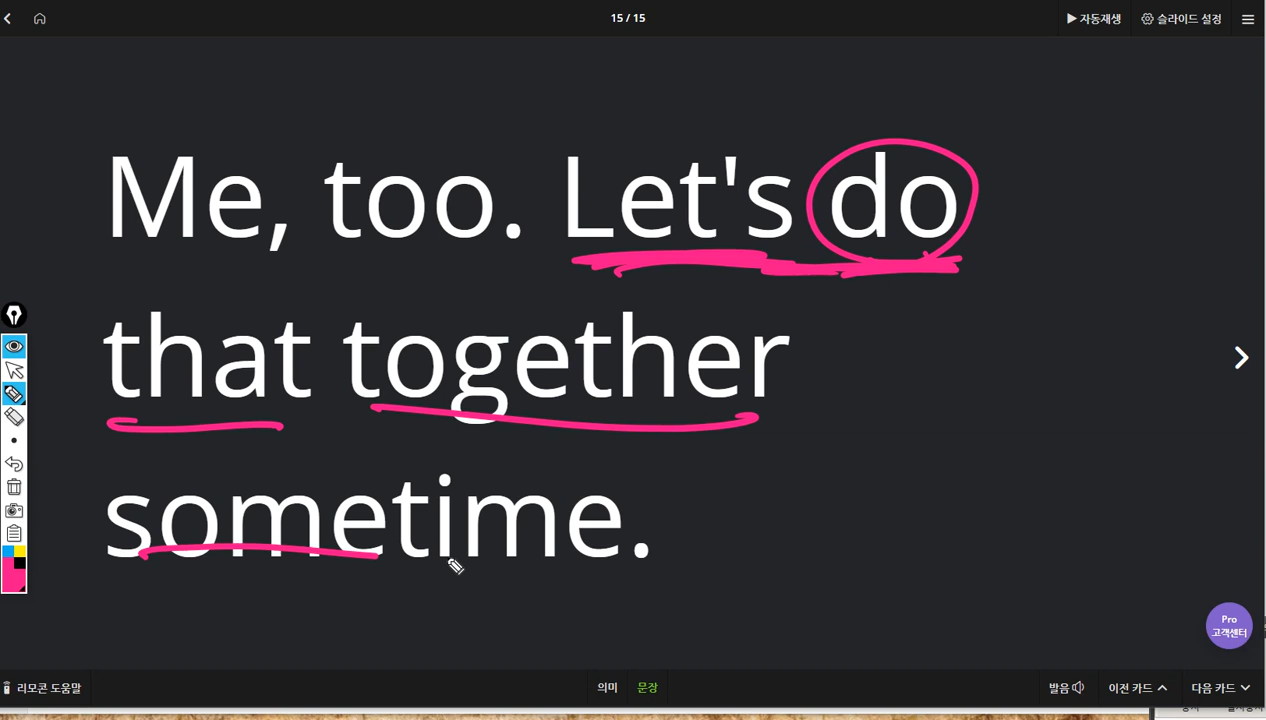 15 / 15
자동재생
슬라이드 설정
Me, too. Let's do
that together
sometime.
Pro
고객센터
리모콘 도움말
의미
문장
발음
이전 카드
다음 카드